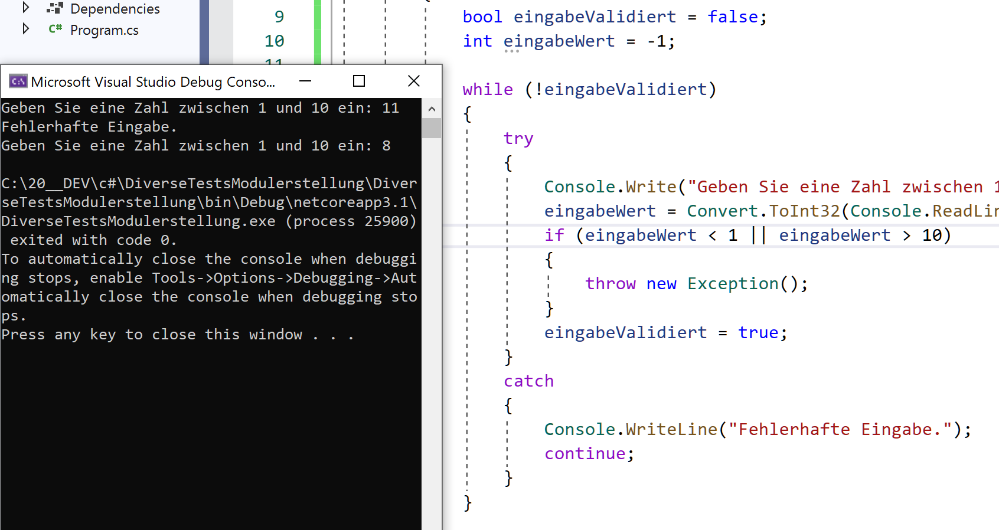 Dependencies
C# Program.cs
9
10
11
bool eingabeValidiert = false;
int eingabeWert = -1;
while (!eingabeValidiert)
{
try
{
Console.Write("Geben Sie eine Zahl zwischen 1
eingabeWert = Convert.ToInt32(Console.ReadLin
if (eingabeWert < 1 || eingabeWert > 10)
{
throw new Exception();
}
eingabeValidiert = true;
}
catch
{
Console.WriteLine("Fehlerhafte Eingabe.");
continue;
}
}
C:\ Microsoft Visual Studio Debug Conso...
Geben Sie eine Zahl zwischen 1 und 10 ein: 11
Fehlerhafte Eingabe.
Geben Sie eine Zahl zwischen 1 und 10 ein: 8
C:\20__DEV\c#\DiverseTestsModulerstellung\Diver
seTestsModulerstellung\bin\Debug\netcoreapp3.1\
DiverseTestsModulerstellung.exe (process 25900)
exited with code 0.
To automatically close the console when debuggi
ng stops, enable Tools->Options->Debugging->Aut
omatically close the console when debugging sto
ps.
Press any key to close this window . . .